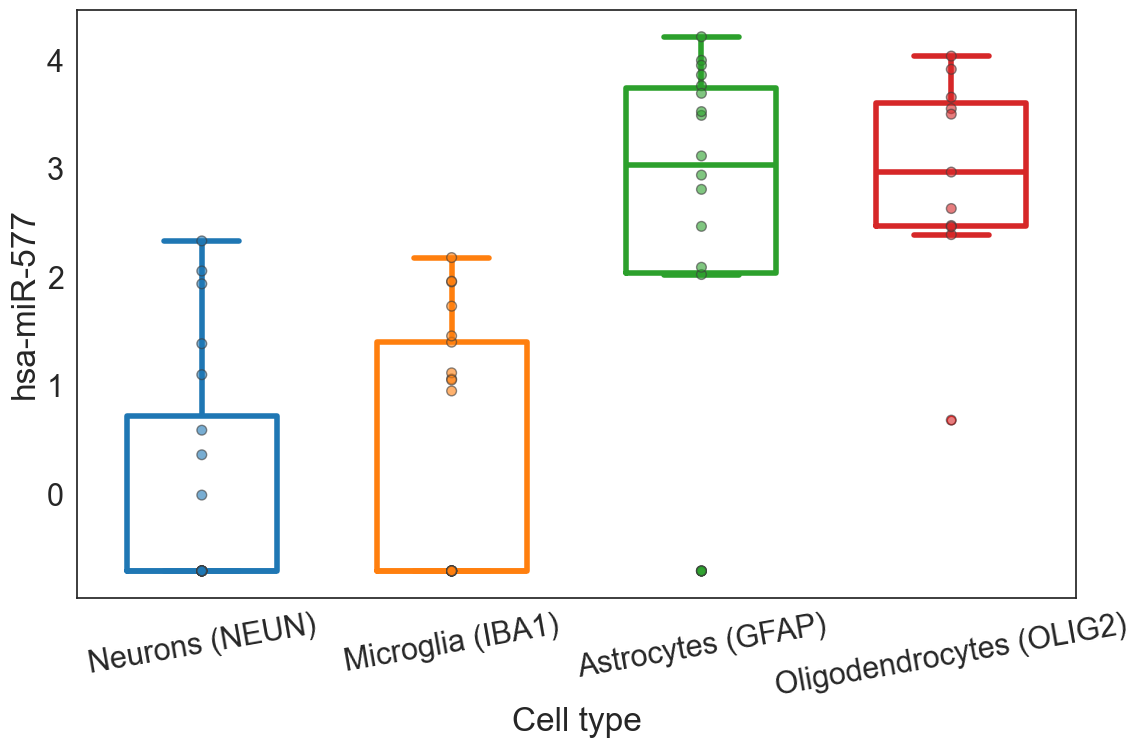 hsa-miR-577
4
3
2
1
0
Neurons (NEUN)
Microglia (IBA1)
Astrocytes (GFAP)
Oligodendrocytes (OLIG2)
Cell type